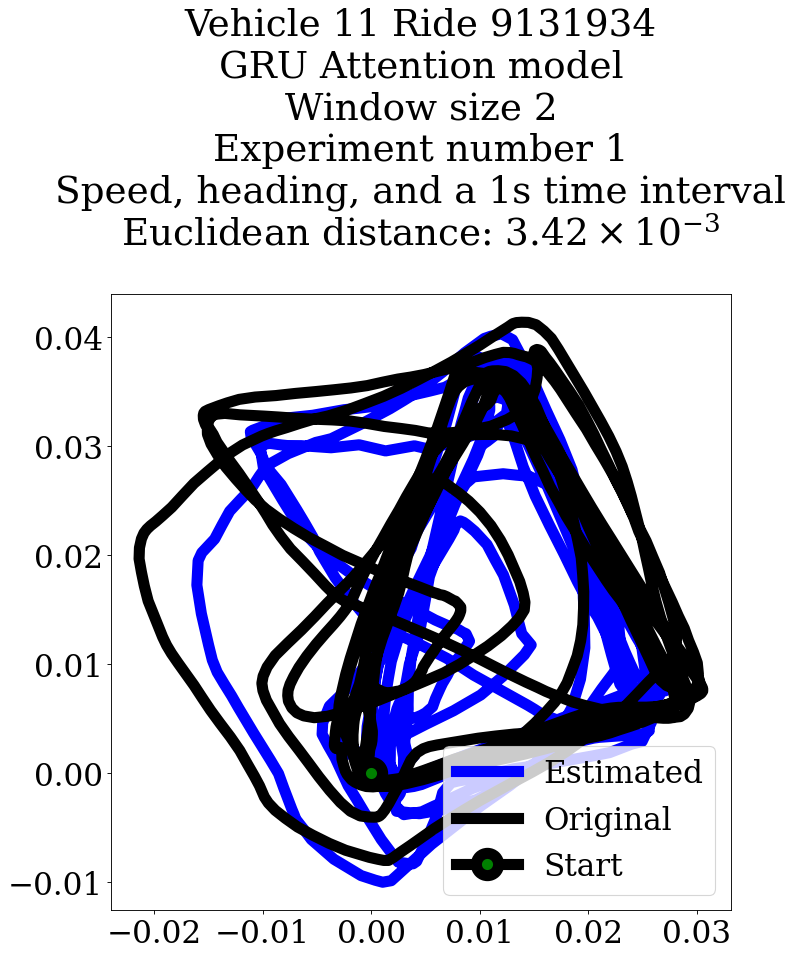 Vehicle 11 Ride 9131934
GRU Attention model
Window size 2
Experiment number 1
Speed, heading, and a 1s time interval
Euclidean distance: 3.42 × 10⁻³
0.04
0.03
0.02
0.01
0.00
−0.01
Estimated
Original
Start
−0.02 −0.01 0.00 0.01 0.02 0.03